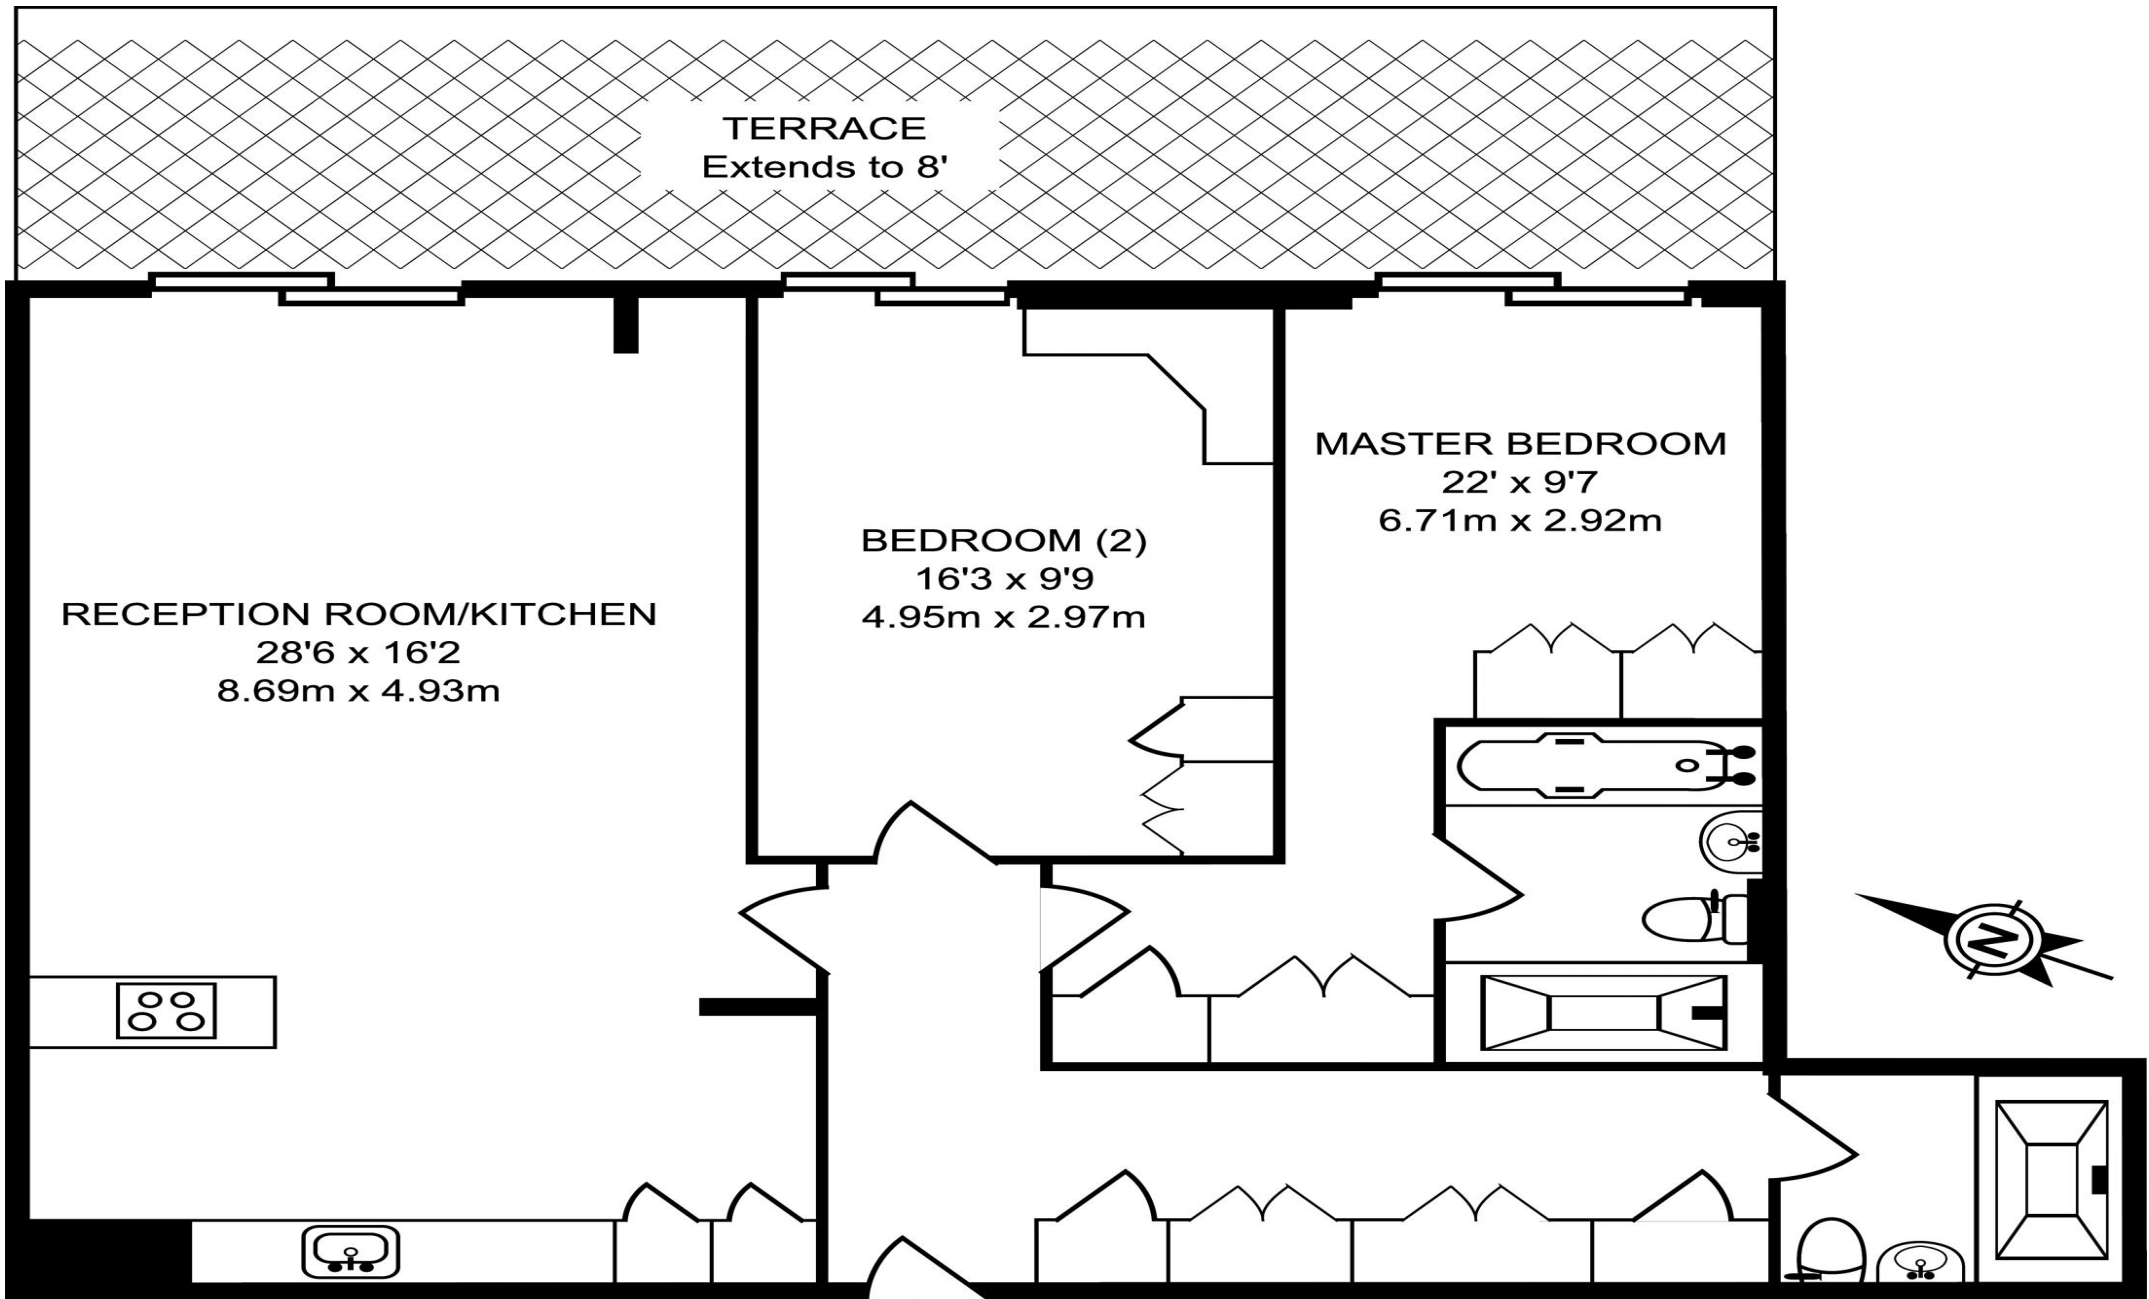 TERRACE
Extends to 8'
MASTER BEDROOM
22' x 9'7
6.71m x 2.92m
BEDROOM (2)
16'3 x 9'9
4.95m x 2.97m
RECEPTION ROOM/KITCHEN
28'6 x 16'2
8.69m x 4.93m
N